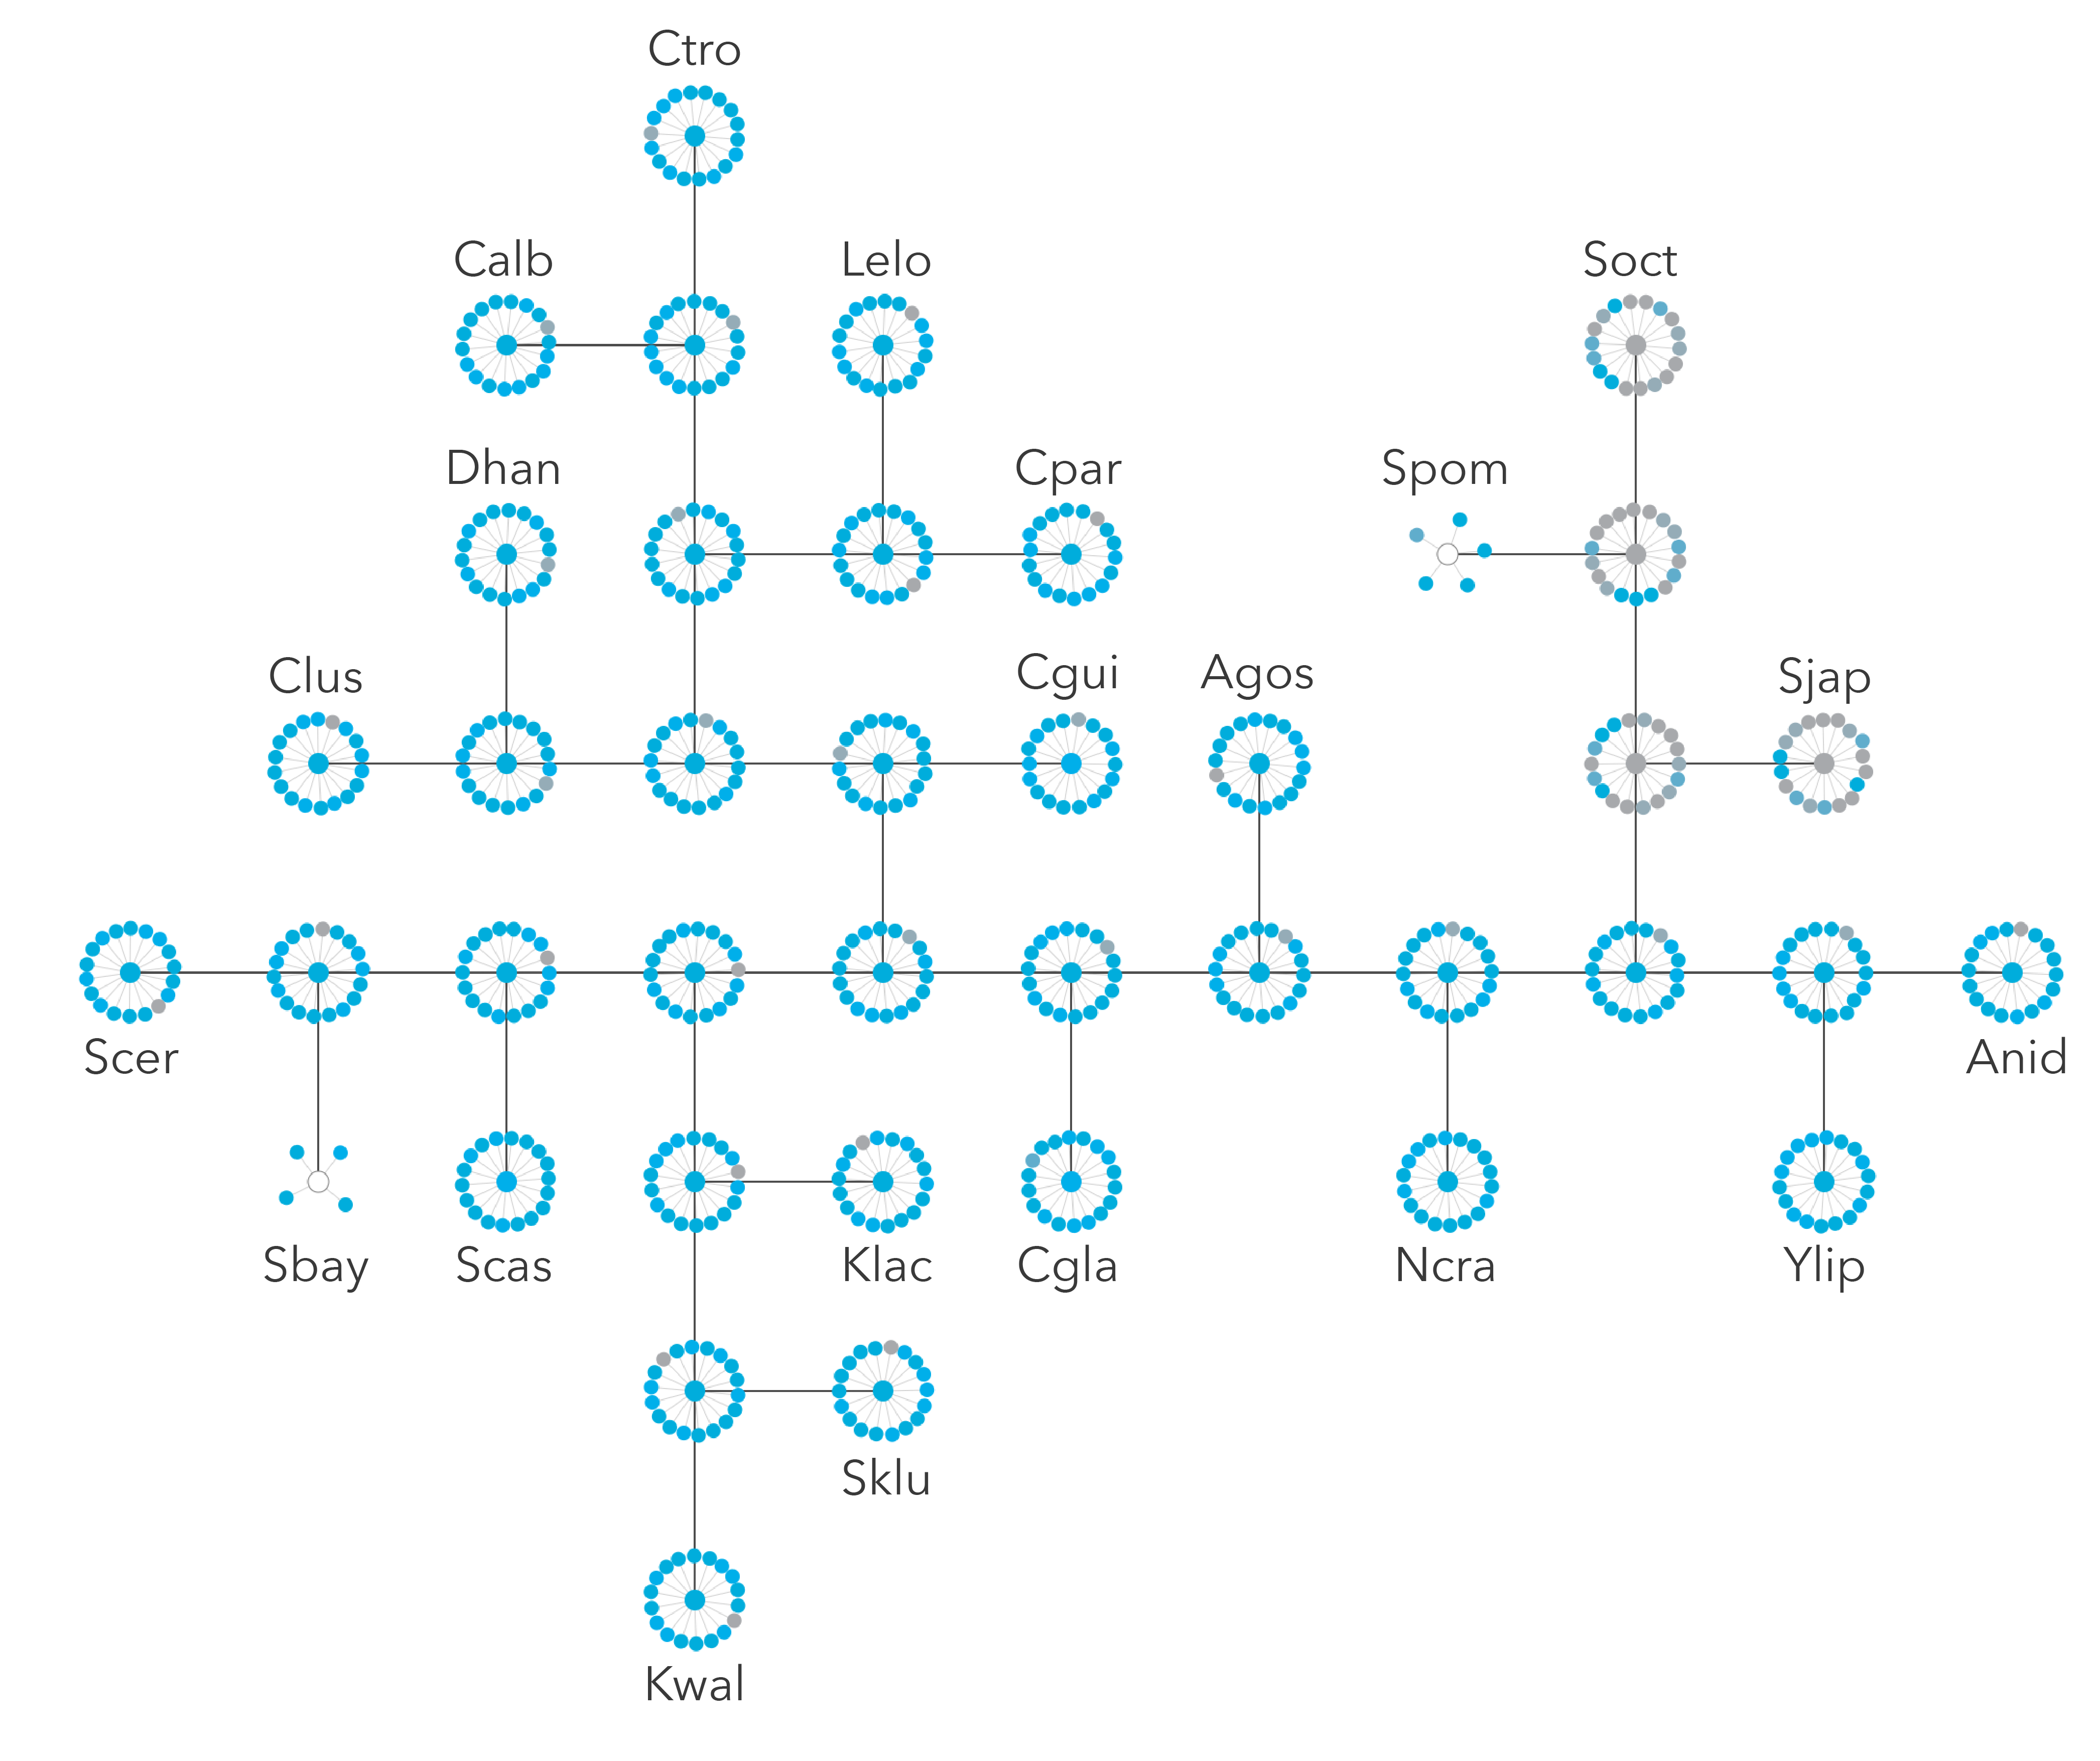 Ctro
Calb
Lelo
Soct
Dhan
Cpar
Spom
Clus
Cgui
Agos
Sjap
Scer
Anid
Sbay
Scas
Klac
Cgla
Ncra
Ylip
Sklu
Kwal